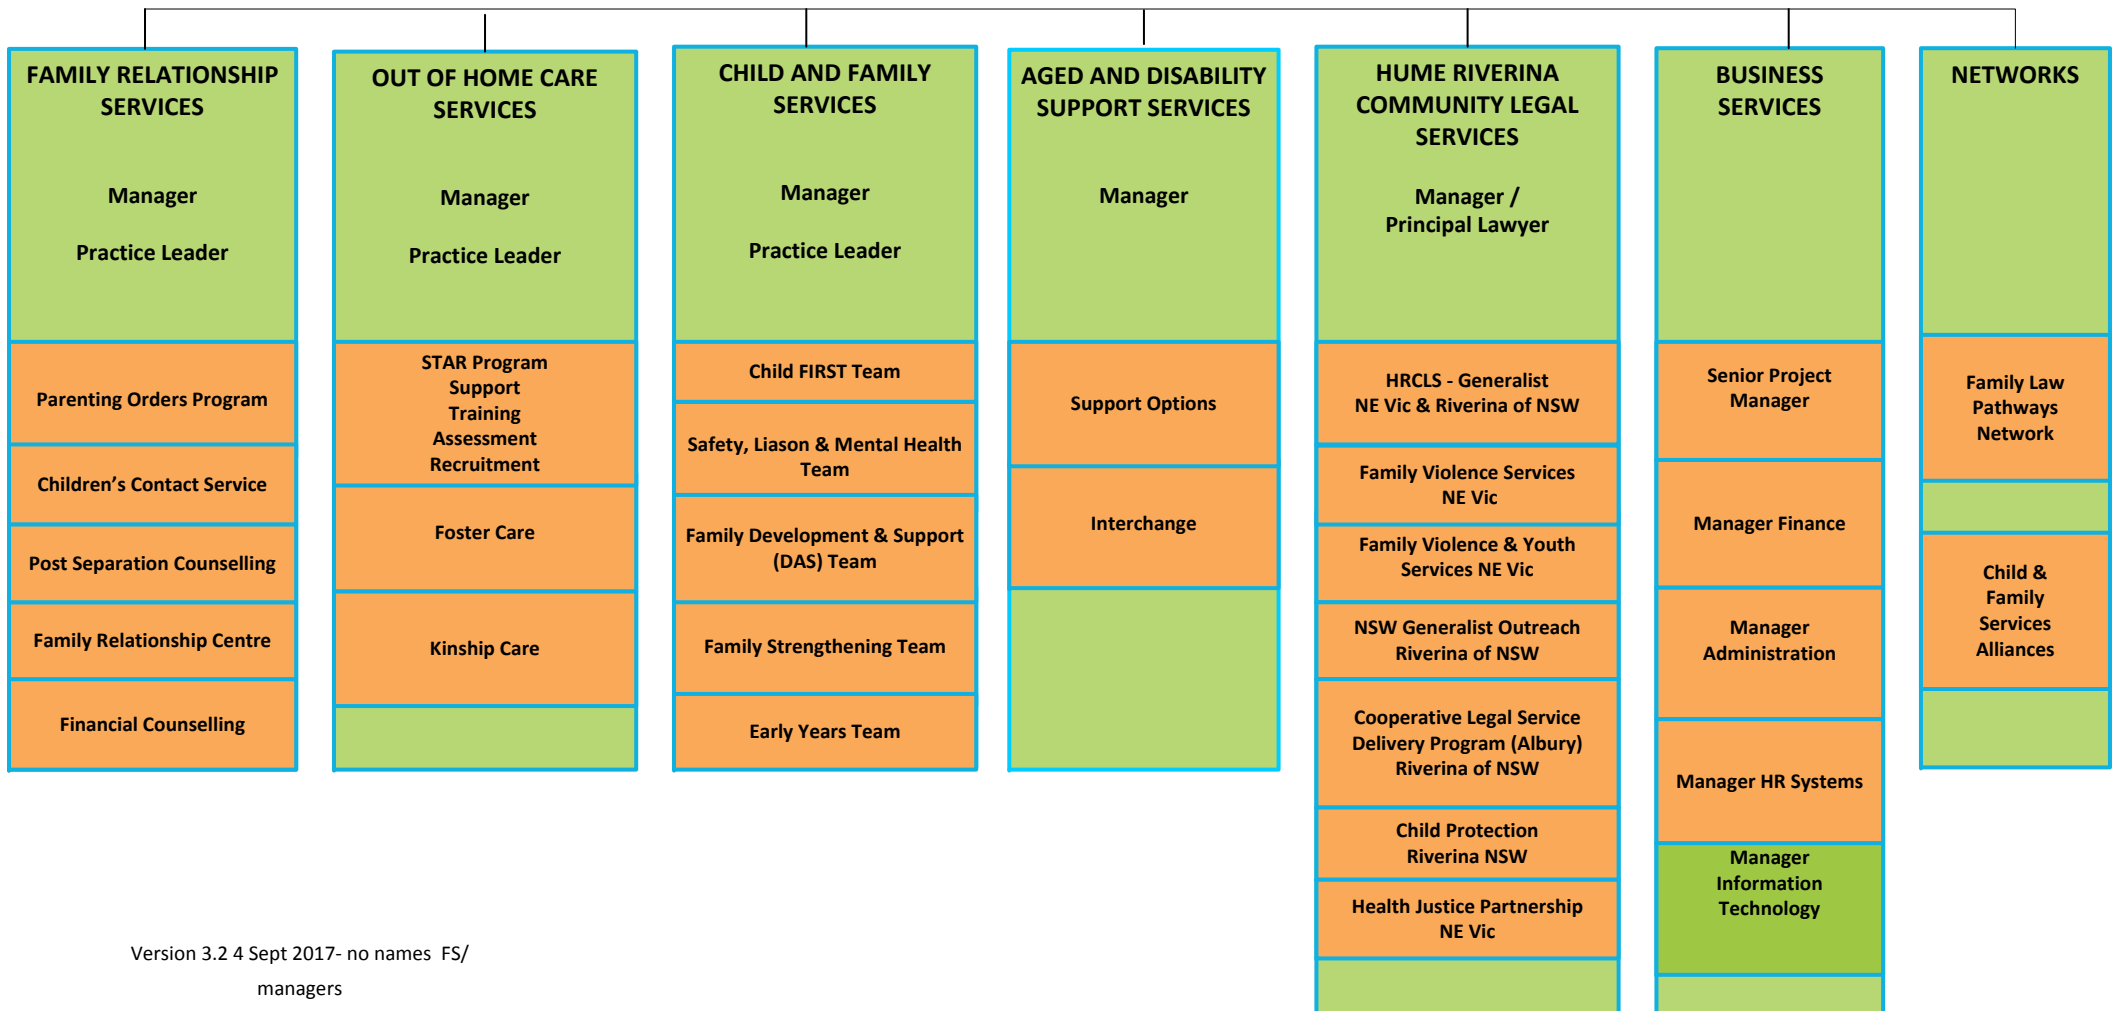 FAMILY RELATIONSHIP
SERVICES
Manager
Practice Leader
Parenting Orders Program
Children’s Contact Service
Post Separation Counselling
Family Relationship Centre
Financial Counselling
OUT OF HOME CARE
SERVICES
Manager
Practice Leader
STAR Program
Support
Training
Assessment
Recruitment
Foster Care
Kinship Care
CHILD AND FAMILY
SERVICES
Manager
Practice Leader
Child FIRST Team
Safety, Liason & Mental Health
Team
Family Development & Support
(DAS) Team
Family Strengthening Team
Early Years Team
AGED AND DISABILITY
SUPPORT SERVICES
Manager
Support Options
Interchange
HUME RIVERINA
COMMUNITY LEGAL
SERVICES
Manager /
Principal Lawyer
HRCLS - Generalist
NE Vic & Riverina of NSW
Family Violence Services
NE Vic
Family Violence & Youth
Services NE Vic
NSW Generalist Outreach
Riverina of NSW
Cooperative Legal Service
Delivery Program (Albury)
Riverina of NSW
Child Protection
Riverina NSW
Health Justice Partnership
NE Vic
BUSINESS
SERVICES
Senior Project
Manager
Manager Finance
Manager
Administration
Manager HR Systems
Manager
Information
Technology
NETWORKS
Family Law
Pathways
Network
Child &
Family
Services
Alliances
Version 3.2 4 Sept 2017- no names  FS/
managers